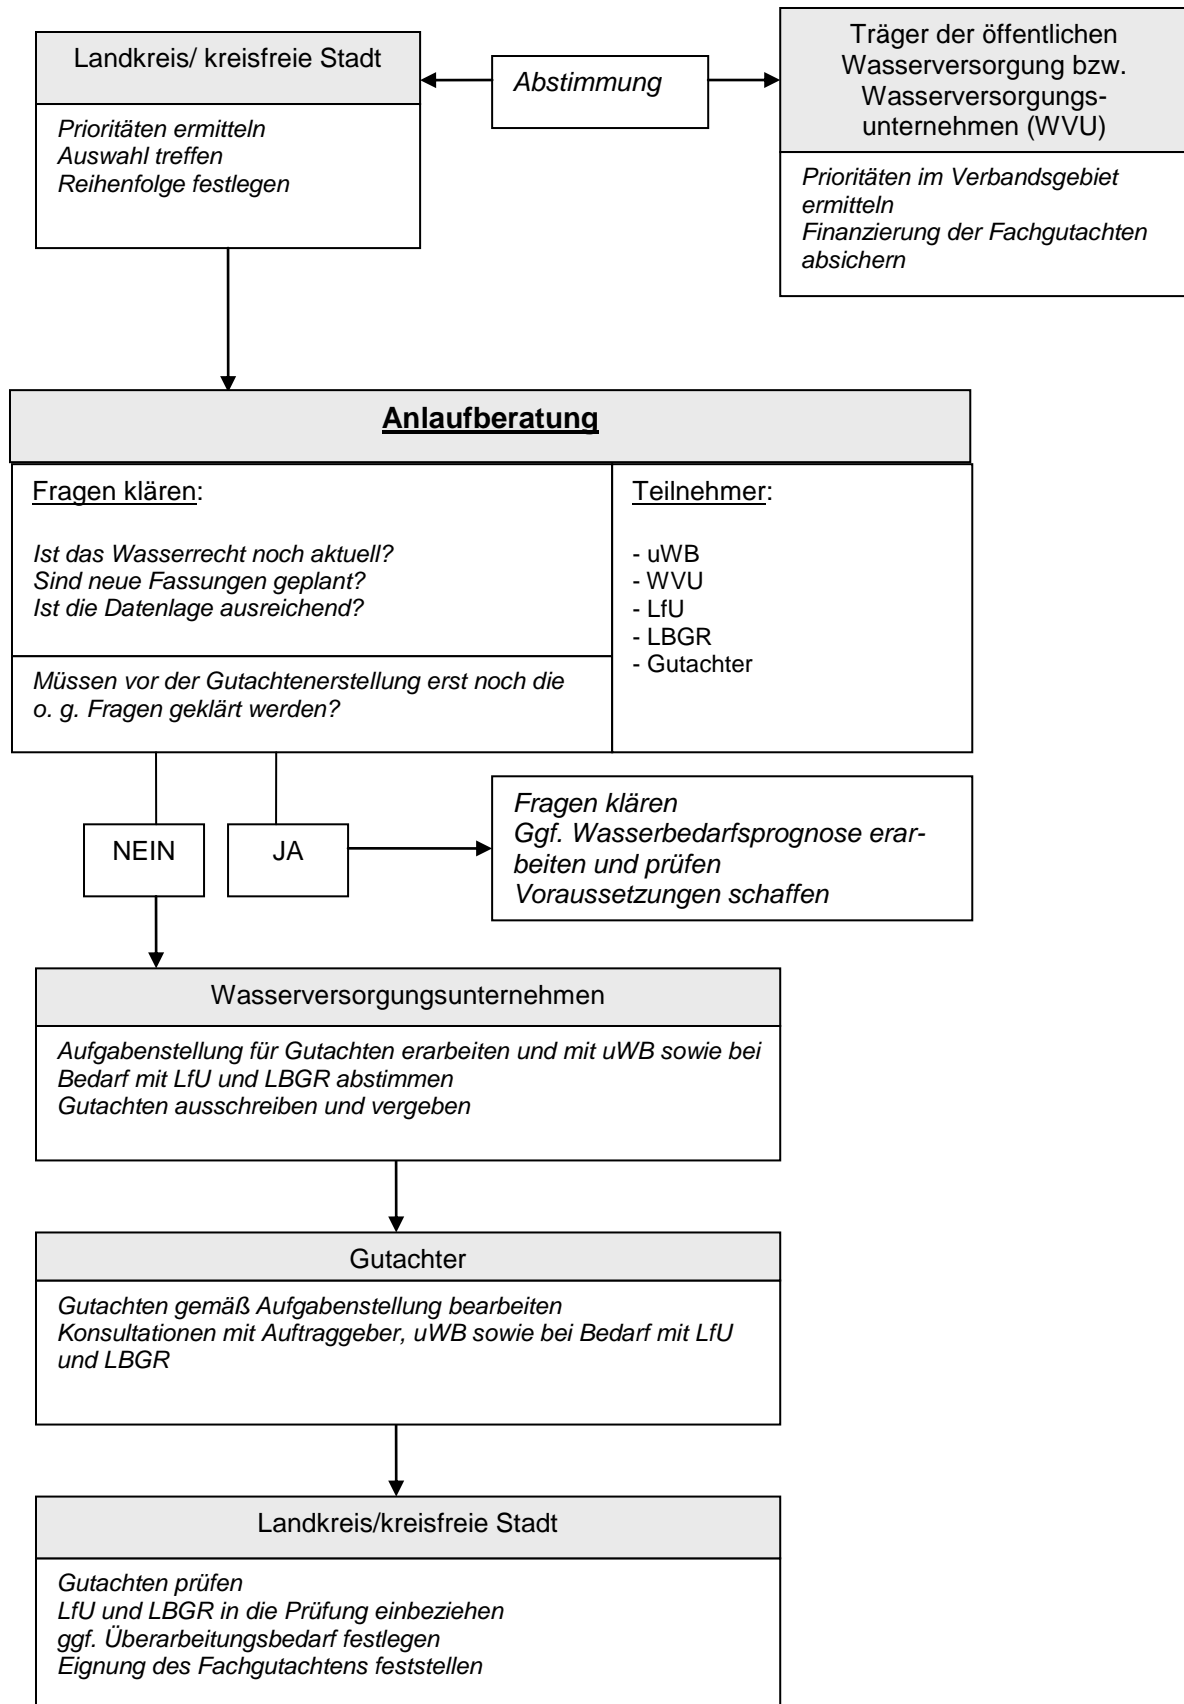 Landkreis/ kreisfreie Stadt
Prioritäten ermitteln
Auswahl treffen
Reihenfolge festlegen
Abstimmung
Träger der öffentlichen
Wasserversorgung bzw.
Wasserversorgungs-
unternehmen (WVU)
Prioritäten im Verbandsgebiet
ermitteln
Finanzierung der Fachgutachten
absichern
Anlaufberatung
Fragen klären:
Ist das Wasserrecht noch aktuell?
Sind neue Fassungen geplant?
Ist die Datenlage ausreichend?
Müssen vor der Gutachtenerstellung erst noch die
o. g. Fragen geklärt werden?
Teilnehmer:
- uWB
- WVU
- LfU
- LBGR
- Gutachter
NEIN
JA
Fragen klären
Ggf. Wasserbedarfsprognose erar-
beiten und prüfen
Voraussetzungen schaffen
Wasserversorgungsunternehmen
Aufgabenstellung für Gutachten erarbeiten und mit uWB sowie bei
Bedarf mit LfU und LBGR abstimmen
Gutachten ausschreiben und vergeben
Gutachter
Gutachten gemäß Aufgabenstellung bearbeiten
Konsultationen mit Auftraggeber, uWB sowie bei Bedarf mit LfU
und LBGR
Landkreis/kreisfreie Stadt
Gutachten prüfen
LfU und LBGR in die Prüfung einbeziehen
ggf. Überarbeitungsbedarf festlegen
Eignung des Fachgutachtens feststellen